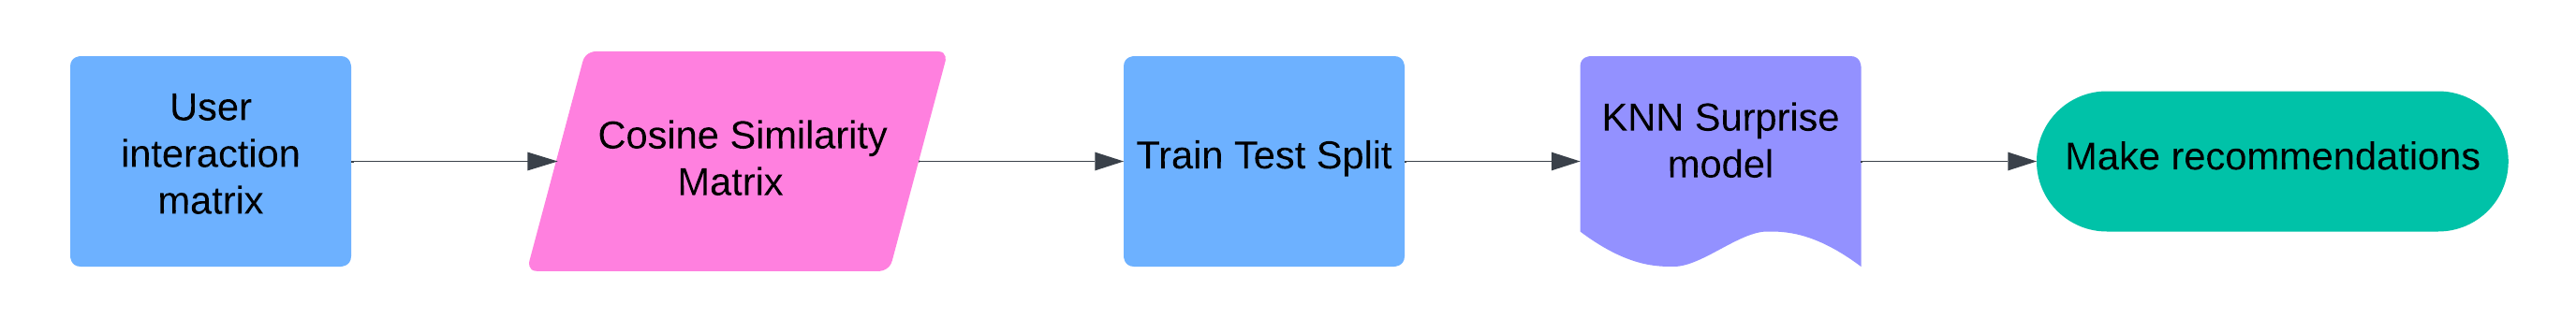 User
interaction
matrix
Cosine Similarity
Matrix
Train Test Split
KNN Surprise
model
Make recommendations